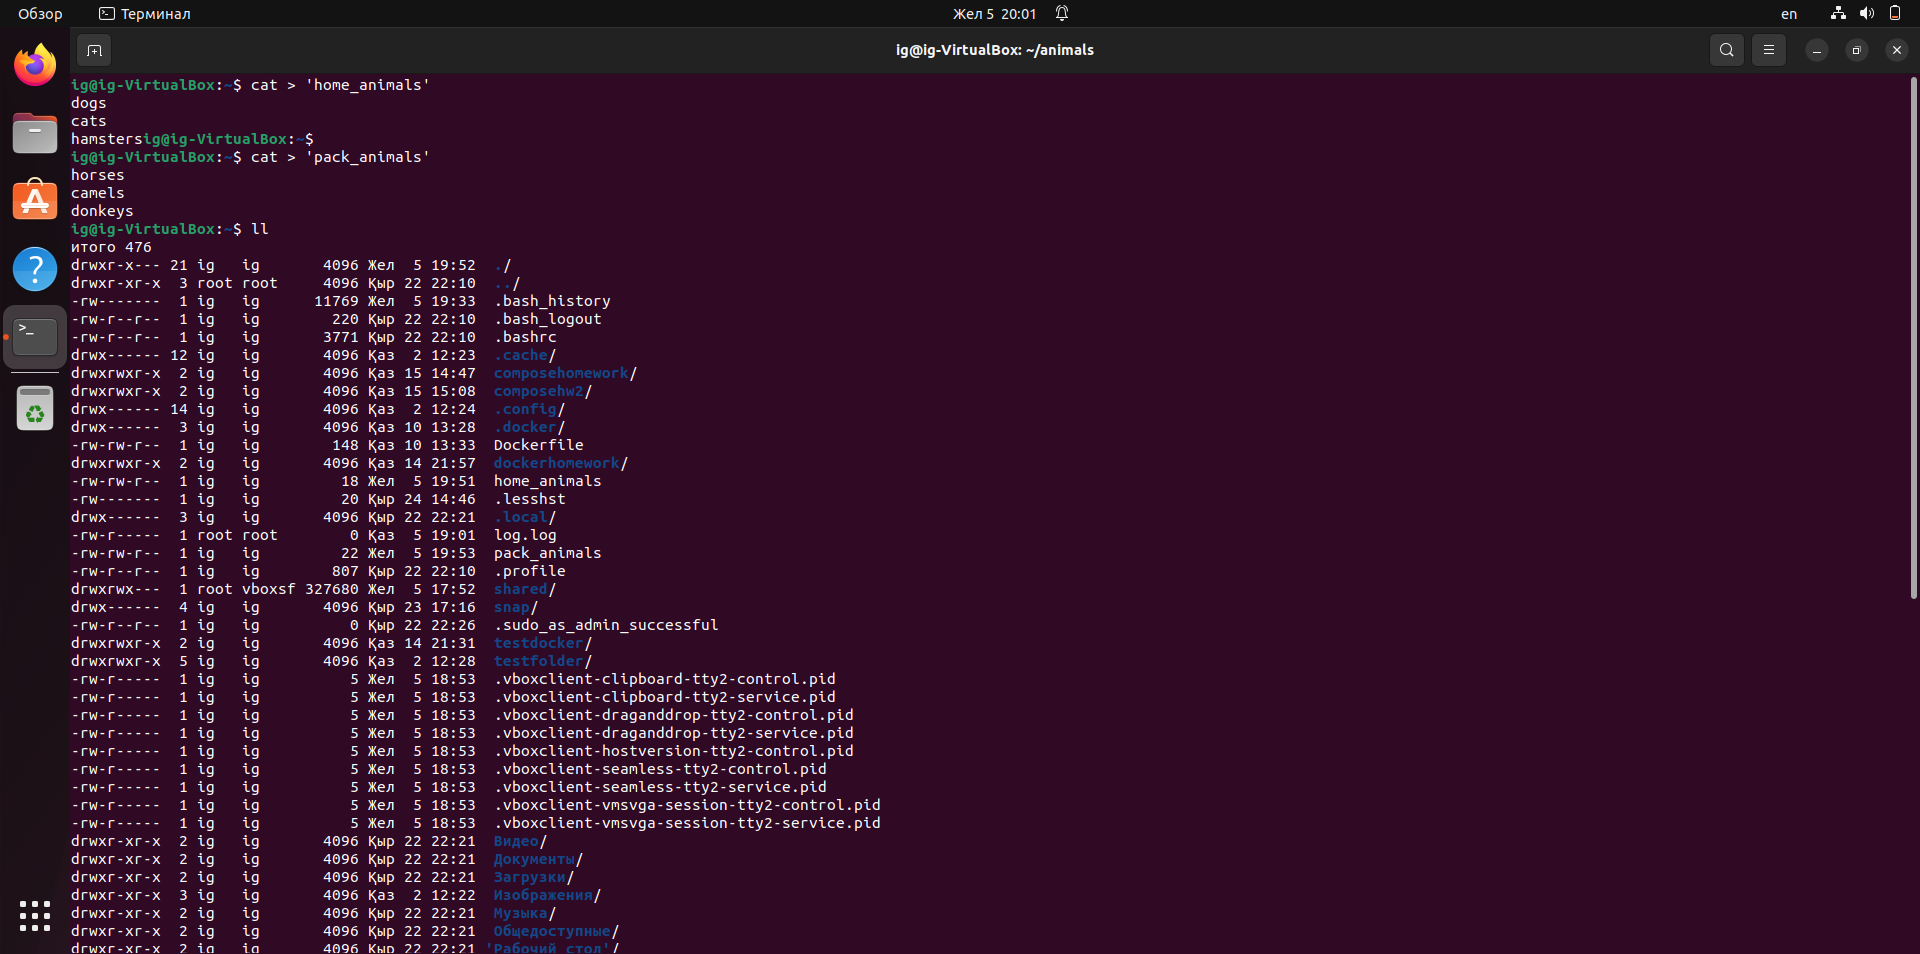 Обзор Терминал Жел 5 20:01 en
ig@ig-VirtualBox: ~/animals
ig@ig-VirtualBox:~$ cat > 'home_animals'
dogs
cats
hamstersig@ig-VirtualBox:~$
ig@ig-VirtualBox:~$ cat > 'pack_animals'
horses
camels
donkeys
ig@ig-VirtualBox:~$ ll
итого 476
drwxr-x--- 21 ig   ig       4096 Жел  5 19:52  ./
drwxr-xr-x  3 root root     4096 Қыр 22 22:10  ../
-rw-------  1 ig   ig      11769 Жел  5 19:33  .bash_history
-rw-r--r--  1 ig   ig        220 Қыр 22 22:10  .bash_logout
-rw-r--r--  1 ig   ig       3771 Қыр 22 22:10  .bashrc
drwx------ 12 ig   ig       4096 Қаз  2 12:23  .cache/
drwxrwxr-x  2 ig   ig       4096 Қаз 15 14:47  composehomework/
drwxrwxr-x  2 ig   ig       4096 Қаз 15 15:08  composehw2/
drwx------ 14 ig   ig       4096 Қаз  2 12:24  .config/
drwx------  3 ig   ig       4096 Қаз 10 13:28  .docker/
-rw-rw-r--  1 ig   ig        148 Қаз 10 13:33  Dockerfile
drwxrwxr-x  2 ig   ig       4096 Қаз 14 21:57  dockerhomework/
-rw-rw-r--  1 ig   ig         18 Жел  5 19:51  home_animals
-rw-------  1 ig   ig         20 Қыр 24 14:46  .lesshst
drwx------  3 ig   ig       4096 Қыр 22 22:21  .local/
-rw-r-----  1 root root        0 Қаз  5 19:01  log.log
-rw-rw-r--  1 ig   ig         22 Жел  5 19:53  pack_animals
-rw-r--r--  1 ig   ig        807 Қыр 22 22:10  .profile
drwxrwx---  1 root vboxsf 327680 Жел  5 17:52  shared/
drwx------  4 ig   ig       4096 Қыр 23 17:16  snap/
-rw-r--r--  1 ig   ig          0 Қыр 22 22:26  .sudo_as_admin_successful
drwxrwxr-x  2 ig   ig       4096 Қаз 14 21:31  testdocker/
drwxrwxr-x  5 ig   ig       4096 Қаз  2 12:28  testfolder/
-rw-r-----  1 ig   ig          5 Жел  5 18:53  .vboxclient-clipboard-tty2-control.pid
-rw-r-----  1 ig   ig          5 Жел  5 18:53  .vboxclient-clipboard-tty2-service.pid
-rw-r-----  1 ig   ig          5 Жел  5 18:53  .vboxclient-draganddrop-tty2-control.pid
-rw-r-----  1 ig   ig          5 Жел  5 18:53  .vboxclient-draganddrop-tty2-service.pid
-rw-r-----  1 ig   ig          5 Жел  5 18:53  .vboxclient-hostversion-tty2-control.pid
-rw-r-----  1 ig   ig          5 Жел  5 18:53  .vboxclient-seamless-tty2-control.pid
-rw-r-----  1 ig   ig          5 Жел  5 18:53  .vboxclient-seamless-tty2-service.pid
-rw-r-----  1 ig   ig          5 Жел  5 18:53  .vboxclient-vmsvga-session-tty2-control.pid
-rw-r-----  1 ig   ig          5 Жел  5 18:53  .vboxclient-vmsvga-session-tty2-service.pid
drwxr-xr-x  2 ig   ig       4096 Қыр 22 22:21  Видео/
drwxr-xr-x  2 ig   ig       4096 Қыр 22 22:21  Документы/
drwxr-xr-x  2 ig   ig       4096 Қыр 22 22:21  Загрузки/
drwxr-xr-x  3 ig   ig       4096 Қаз  2 12:22  Изображения/
drwxr-xr-x  2 ig   ig       4096 Қыр 22 22:21  Музыка/
drwxr-xr-x  2 ig   ig       4096 Қыр 22 22:21  Общедоступные/
drwxr-xr-x  2 ig   ig       4096 Қыр 22 22:21 'Рабочий стол'/